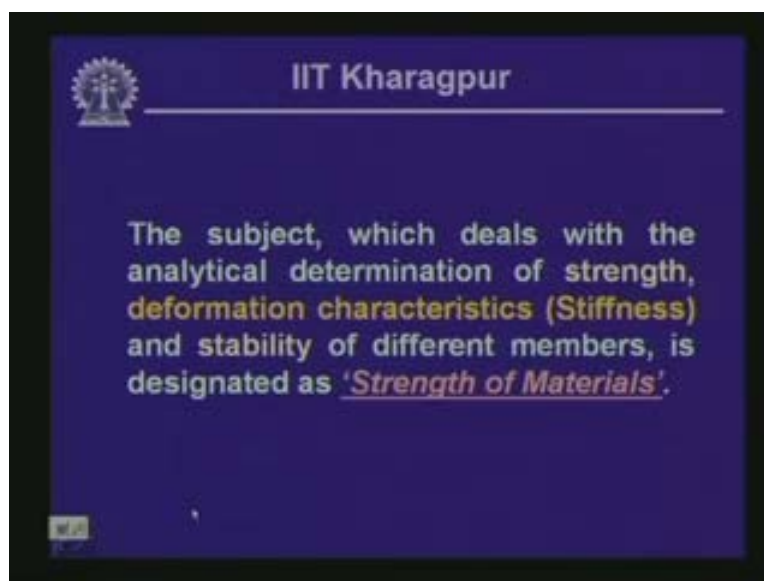 IIT Kharagpur
The subject, which deals with the
analytical determination of strength,
deformation characteristics (Stiffness)
and stability of different members, is
designated as 'Strength of Materials'.